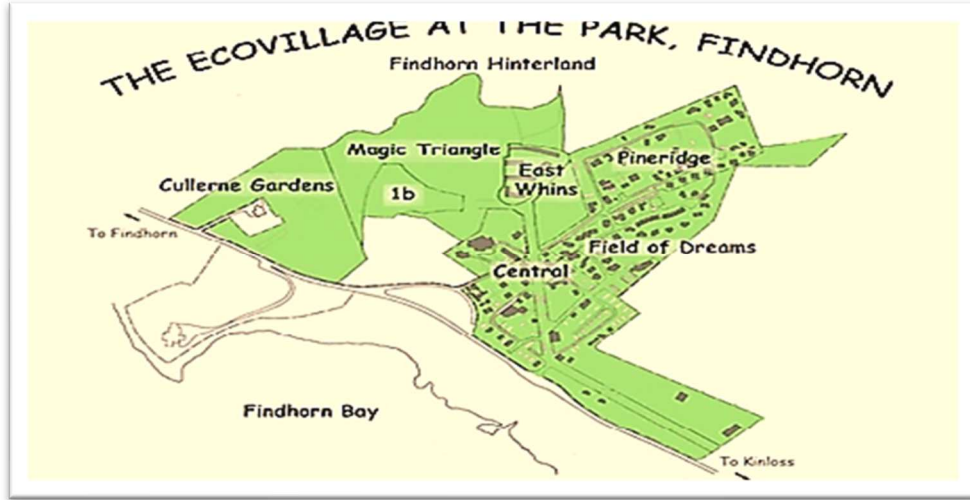 THE ECOVILLAGE AT THE PARK, FINDHORN
Findhorn Hinterland
Magic Triangle
East
Whins
Pineridge
Cullerne Gardens
1b
To Findhorn
Field of Dreams
Central
Findhorn Bay
To Kinloss